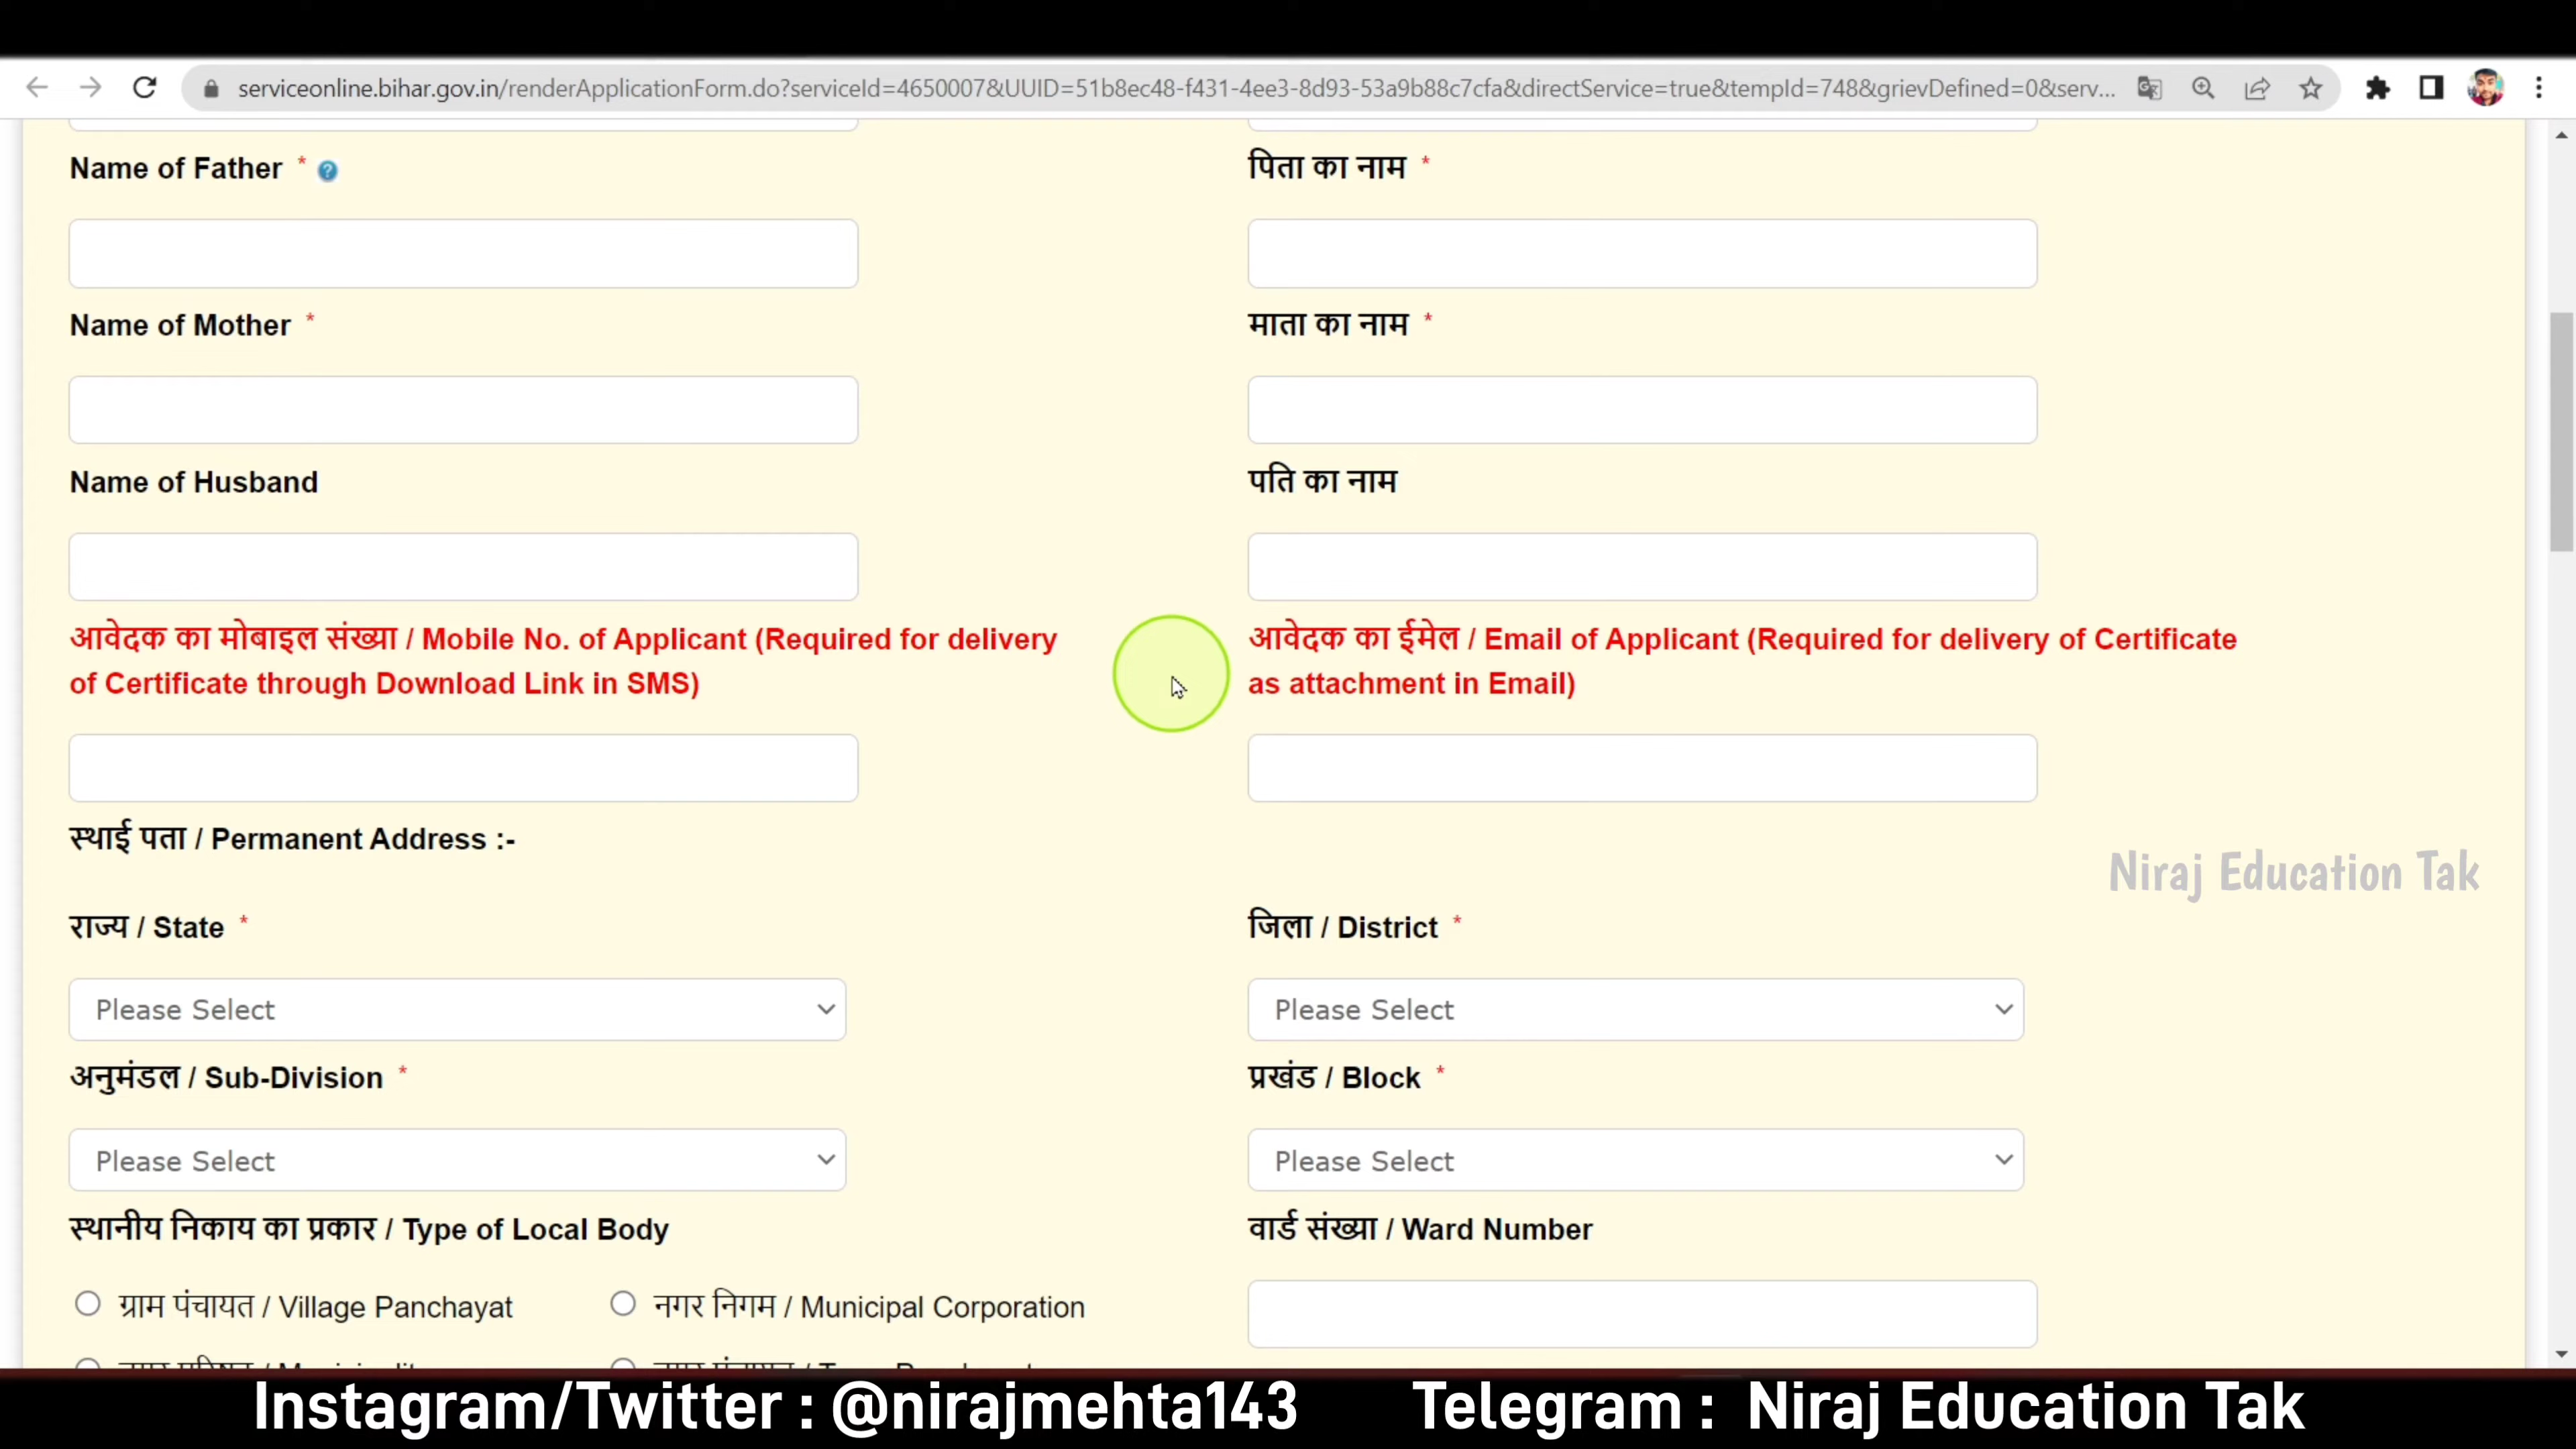 serviceonline.bihar.gov.in/renderApplicationForm.do?serviceId=4650007&UUID=51b8ec48-f431-4ee3-8d93-53a9b88c7cfa&directService=true&tempId=748&grievDefined=0&serv...
Name of Father * ?
पिता का नाम *
Name of Mother *
माता का नाम *
Name of Husband
पति का नाम
आवेदक का मोबाइल संख्या / Mobile No. of Applicant (Required for delivery
of Certificate through Download Link in SMS)
आवेदक का ईमेल / Email of Applicant (Required for delivery of Certificate
as attachment in Email)
स्थाई पता / Permanent Address :-
Niraj Education Tak
राज्य / State *
जिला / District *
Please Select
Please Select
अनुमंडल / Sub-Division *
प्रखंड / Block *
Please Select
Please Select
स्थानीय निकाय का प्रकार / Type of Local Body
वार्ड संख्या / Ward Number
ग्राम पंचायत / Village Panchayat
नगर निगम / Municipal Corporation
Instagram/Twitter : @nirajmehta143
Telegram : Niraj Education Tak